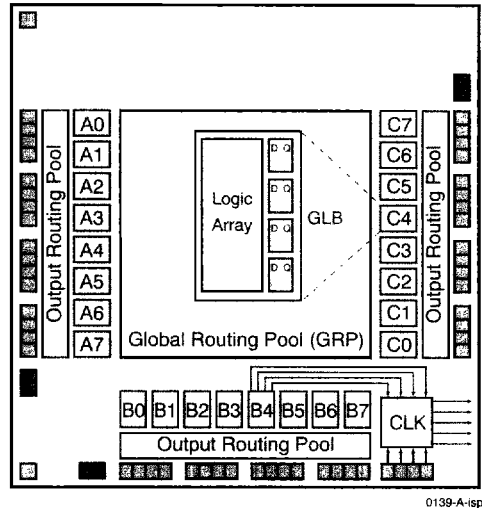 A0
A1
A2
A3
A4
A5
A6
A7
Output Routing Pool
Logic
Array
D Q
D Q
D Q
D Q
GLB
Global Routing Pool (GRP)
C7
C6
C5
C4
C3
C2
C1
C0
Output Routing Pool
B0 B1 B2 B3 B4 B5 B6 B7
Output Routing Pool
CLK
0139-A-isp